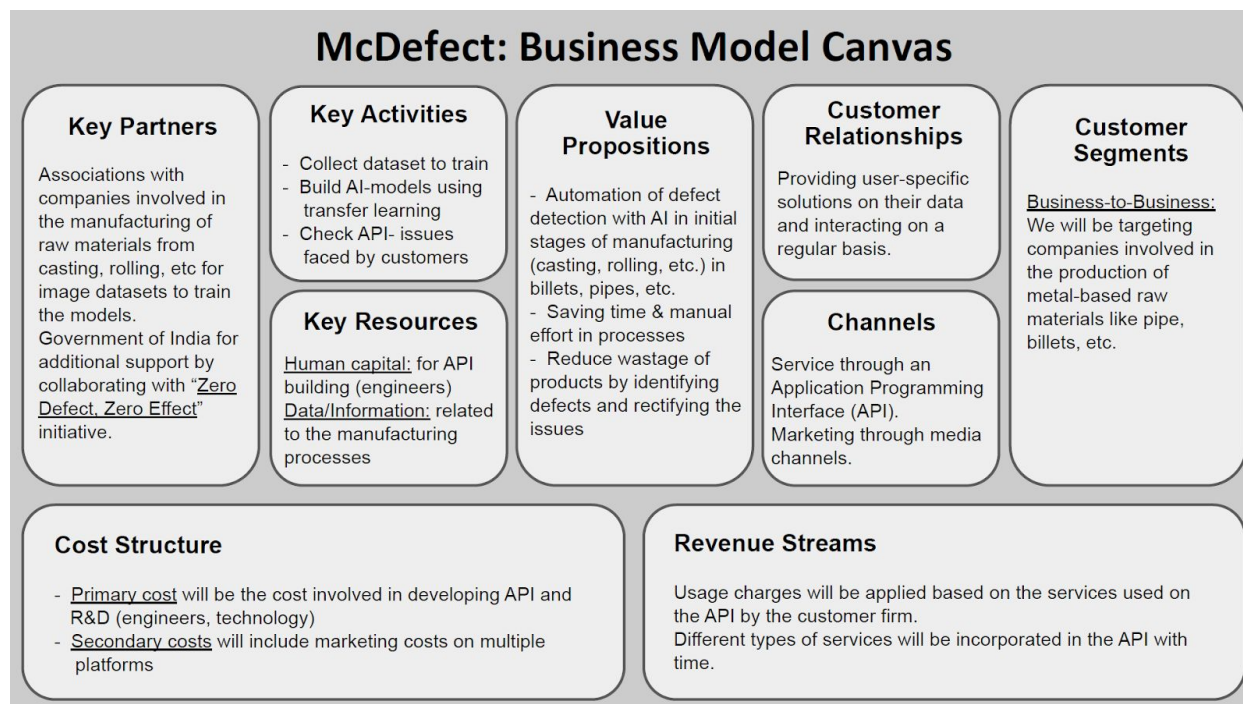 McDefect: Business Model Canvas
Key Partners
Associations with
companies involved in
the manufacturing of
raw materials from
casting, rolling, etc for
image datasets to train
the models.
Government of India for
additional support by
collaborating with “Zero
Defect, Zero Effect”
initiative.
Key Activities
- Collect dataset to train
- Build AI-models using
transfer learning
- Check API- issues
faced by customers
Key Resources
Human capital: for API
building (engineers)
Data/Information: related
to the manufacturing
processes
Value
Propositions
- Automation of defect
detection with AI in initial
stages of manufacturing
(casting, rolling, etc.) in
billets, pipes, etc.
- Saving time & manual
effort in processes
- Reduce wastage of
products by identifying
defects and rectifying the
issues
Customer
Relationships
Providing user-specific
solutions on their data
and interacting on a
regular basis.
Channels
Service through an
Application Programming
Interface (API).
Marketing through media
channels.
Customer
Segments
Business-to-Business:
We will be targeting
companies involved in
the production of
metal-based raw
materials like pipe,
billets, etc.
Cost Structure
- Primary cost will be the cost involved in developing API and
R&D (engineers, technology)
- Secondary costs will include marketing costs on multiple
platforms
Revenue Streams
Usage charges will be applied based on the services used on
the API by the customer firm.
Different types of services will be incorporated in the API with
time.